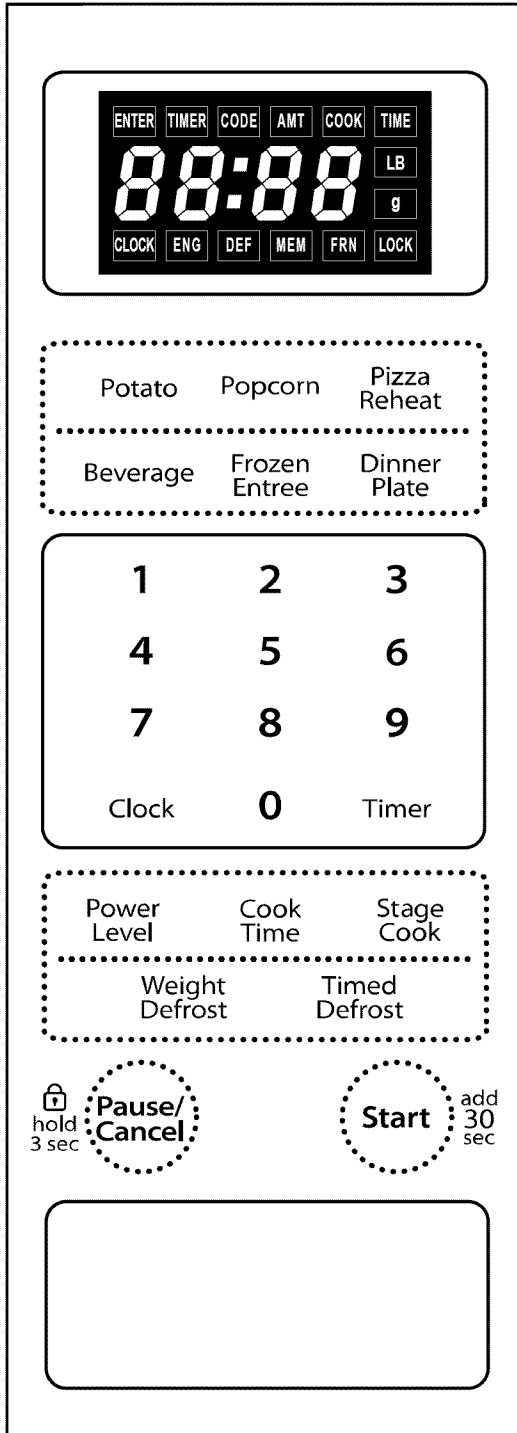 ENTER TIMER CODE AMT COOK TIME
88:88 LB
g
CLOCK ENG DEF MEM FRN LOCK
Potato Popcorn Pizza
Reheat
Beverage Frozen Dinner
Entree Plate
1 2 3
4 5 6
7 8 9
Clock 0 Timer
Power Cook Stage
Level Time Cook
Weight Timed
Defrost Defrost
hold
3 sec
Pause/
Cancel
Start
add
30
sec